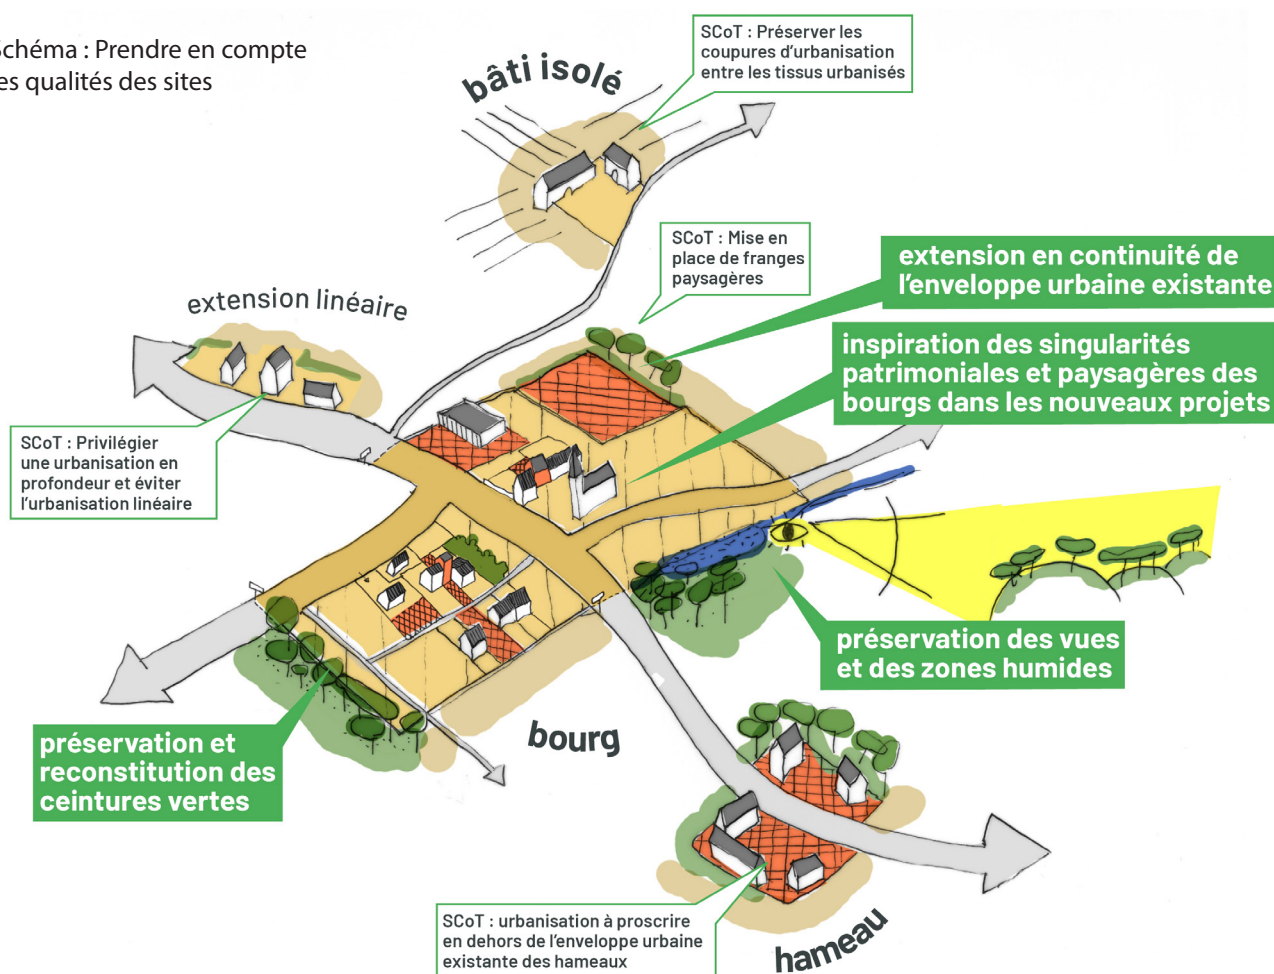 Schéma : Prendre en compte
les qualités des sites
SCoT : Préserver les
coupures d'urbanisation
entre les tissus urbanisés
bâti isolé
SCoT : Mise en
place de franges
paysagères
extension en continuité de
l'enveloppe urbaine existante
extension linéaire
inspiration des singularités
patrimoniales et paysagères des
bourgs dans les nouveaux projets
SCoT : Privilégier
une urbanisation en
profondeur et éviter
l'urbanisation linéaire
préservation des vues
et des zones humides
bourg
préservation et
reconstitution des
ceintures vertes
SCoT : urbanisation à proscrire
en dehors de l'enveloppe urbaine
existante des hameaux
hameau